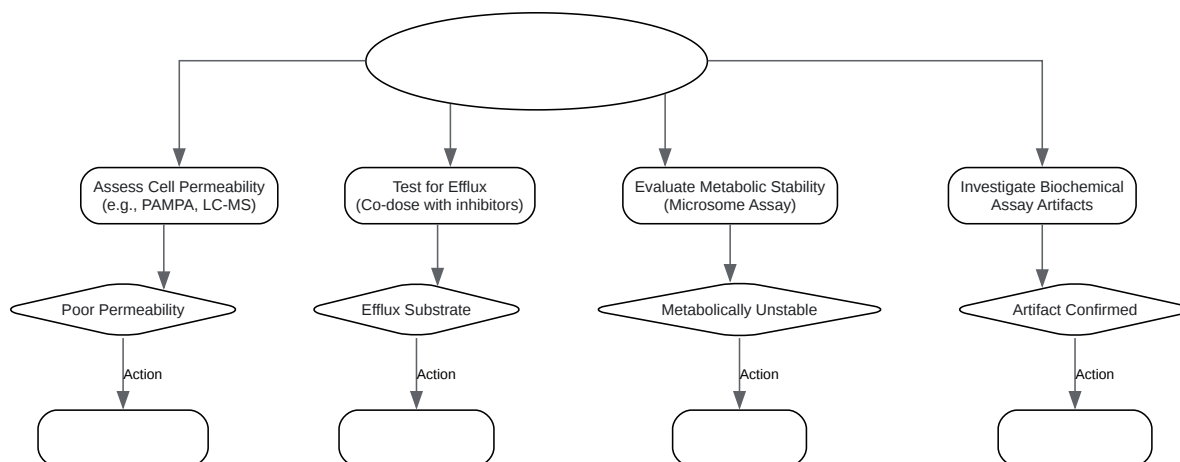 Assess Cell Permeability
(e.g., PAMPA, LC-MS)
Test for Efflux
(Co-dose with inhibitors)
Evaluate Metabolic Stability
(Microsome Assay)
Investigate Biochemical
Assay Artifacts
Poor Permeability
Efflux Substrate
Metabolically Unstable
Artifact Confirmed
Action
Action
Action
Action